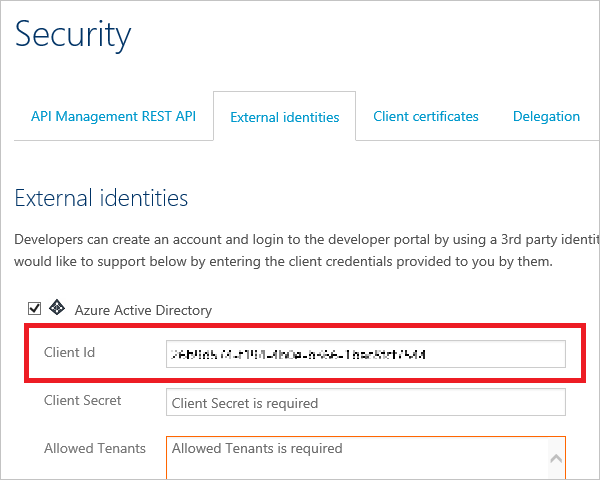 Security
API Management REST API
External identities
Client certificates
Delegation
External identities
Developers can create an account and login to the developer portal by using a 3rd party identi
would like to support below by entering the client credentials provided to you by them.
Azure Active Directory
Client Id
Client Secret
Client Secret is required
Allowed Tenants
Allowed Tenants is required